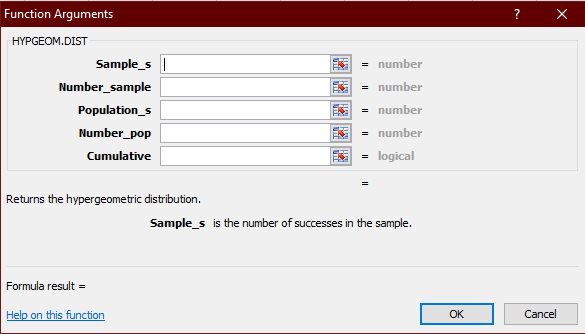 Function Arguments ? ×
HYPGEOM.DIST
Sample_s = number
Number_sample = number
Population_s = number
Number_pop = number
Cumulative = logical
=
Returns the hypergeometric distribution.
Sample_s is the number of successes in the sample.
Formula result =
Help on this function OK Cancel